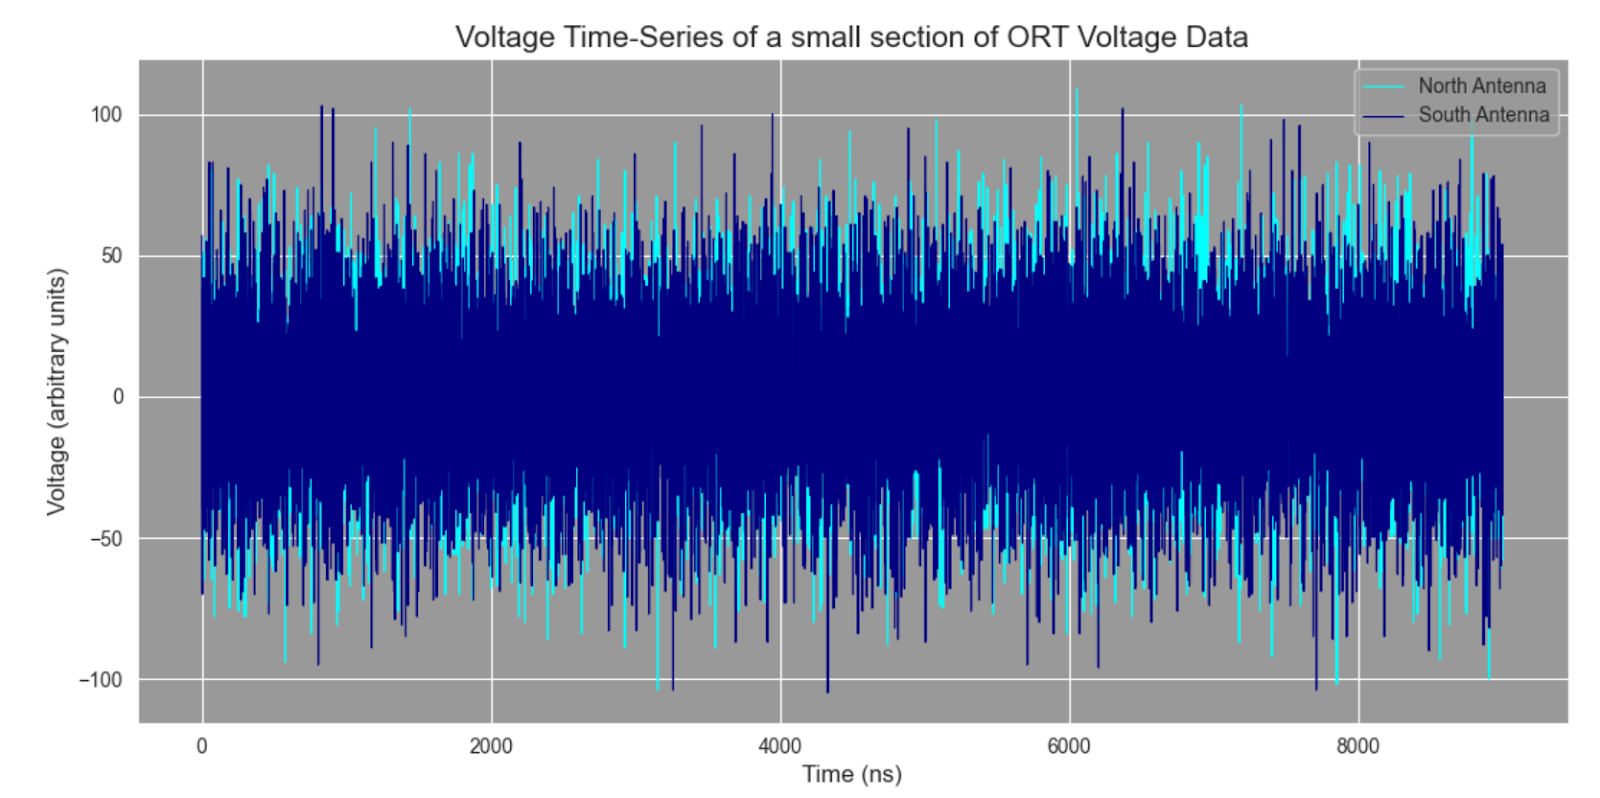 Voltage Time-Series of a small section of ORT Voltage Data
North Antenna
South Antenna
100
50
0
−50
−100
Voltage (arbitrary units)
0 2000 4000 6000 8000
Time (ns)